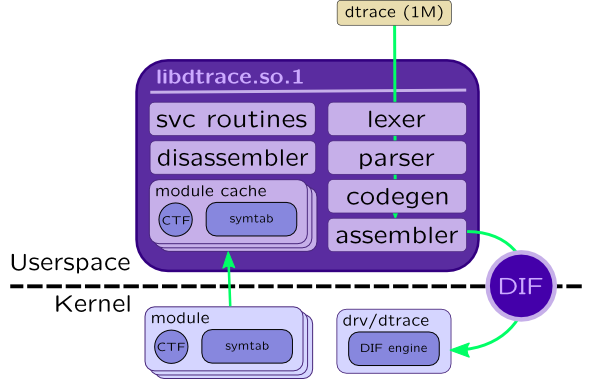 dtrace (1M)
libdtrace.so.1
svc routines
lexer
disassembler
parser
module cache
CTF
symtab
codegen
assembler
Userspace
DIF
Kernel
module
CTF
symtab
drv/dtrace
DIF engine